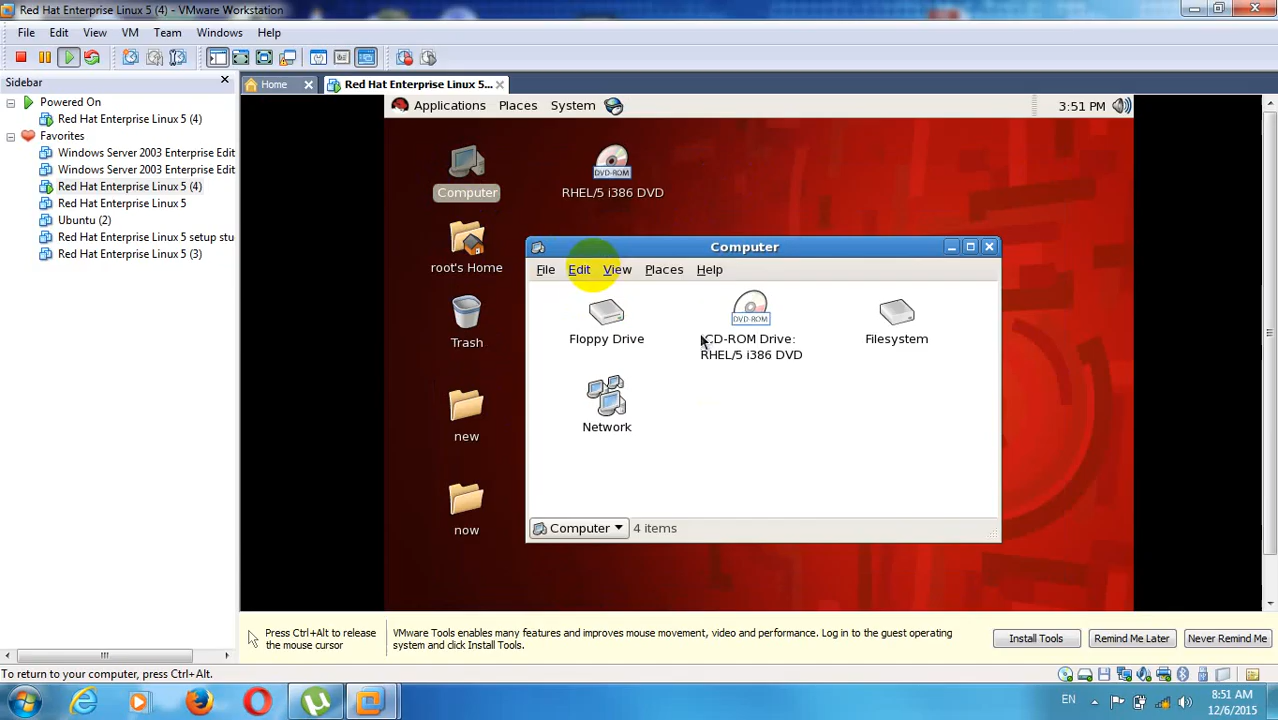 Red Hat Enterprise Linux 5 (4) - VMware Workstation
File Edit View VM Team Windows Help
Sidebar
Powered On
Red Hat Enterprise Linux 5 (4)
Favorites
Windows Server 2003 Enterprise Edit
Windows Server 2003 Enterprise Edit
Red Hat Enterprise Linux 5 (4)
Red Hat Enterprise Linux 5
Ubuntu (2)
Red Hat Enterprise Linux 5 setup stu
Red Hat Enterprise Linux 5 (3)
Home
Red Hat Enterprise Linux 5...
Applications Places System
3:51 PM
Computer
DVD-ROM
RHEL/5 i386 DVD
root's Home
Trash
new
now
Computer
File Edit View Places Help
Floppy Drive
DVD-ROM
CD-ROM Drive:
RHEL/5 i386 DVD
Filesystem
Network
Computer 4 items
Press Ctrl+Alt to release
the mouse cursor
VMware Tools enables many features and improves mouse movement, video and performance. Log in to the guest operating
system and click Install Tools.
Install Tools
Remind Me Later
Never Remind Me
To return to your computer, press Ctrl+Alt.
EN
8:51 AM
12/6/2015